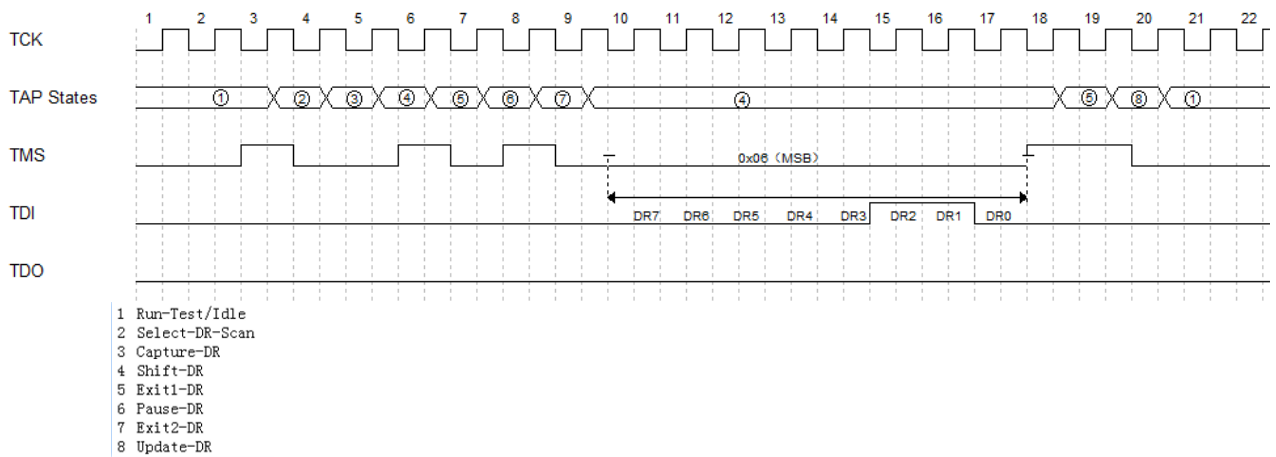 1 2 3 4 5 6 7 8 9 10 11 12 13 14 15 16 17 18 19 20 21 22
TCK
TAP States ① ② ③ ④ ⑤ ⑥ ⑦ ④ ⑤ ⑧ ①
TMS 0x06（MSB）
TDI DR7 DR6 DR5 DR4 DR3 DR2 DR1 DR0
TDO
1 Run-Test/Idle
2 Select-DR-Scan
3 Capture-DR
4 Shift-DR
5 Exit1-DR
6 Pause-DR
7 Exit2-DR
8 Update-DR